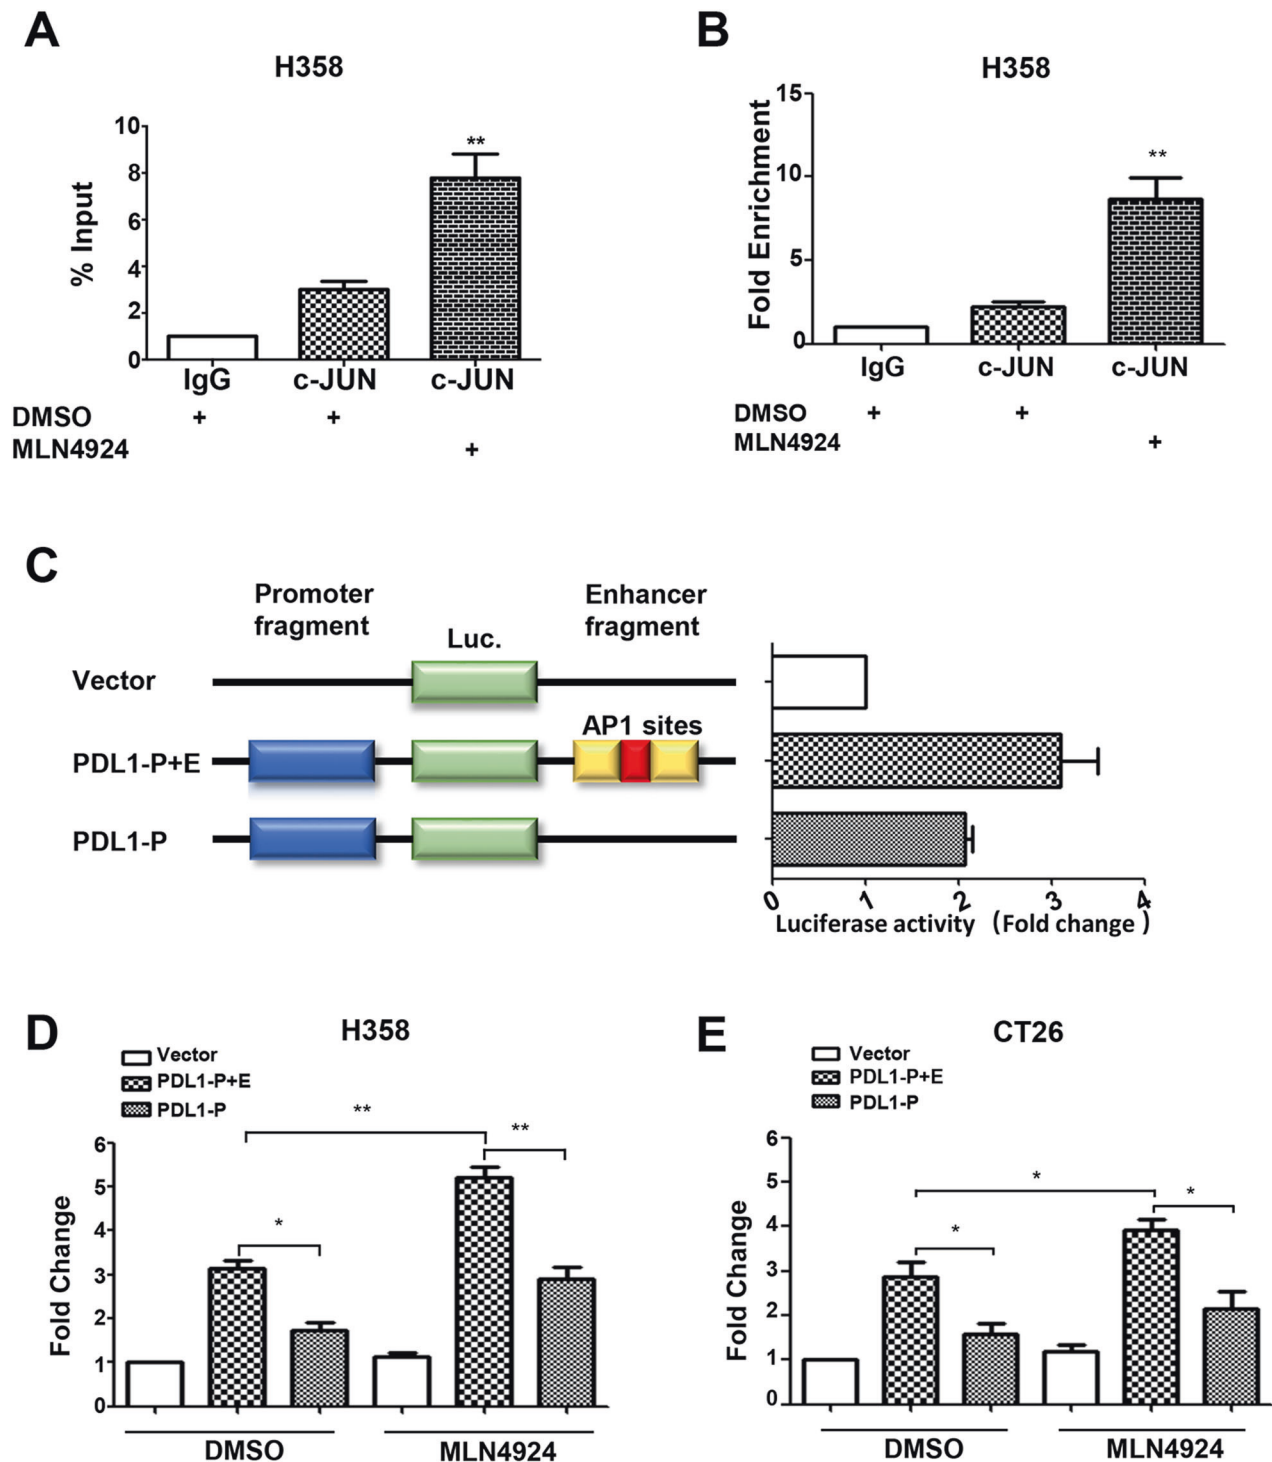 A
H358
% Input
10
8
6
4
2
0
**
IgG c-JUN c-JUN
DMSO + +
MLN4924 +
B
H358
Fold Enrichment
15
10
5
0
**
IgG c-JUN c-JUN
DMSO + +
MLN4924 +
C
Promoter fragment
Luc.
Enhancer fragment
Vector
AP1 sites
PDL1-P+E
PDL1-P
0 1 2 3 4
Luciferase activity (Fold change )
D
H358
Vector
PDL1-P+E
PDL1-P
** **
*
Fold Change
6
5
4
3
2
1
0
DMSO MLN4924
E
CT26
Vector
PDL1-P+E
PDL1-P
* *
*
Fold Change
6
5
4
3
2
1
0
DMSO MLN4924